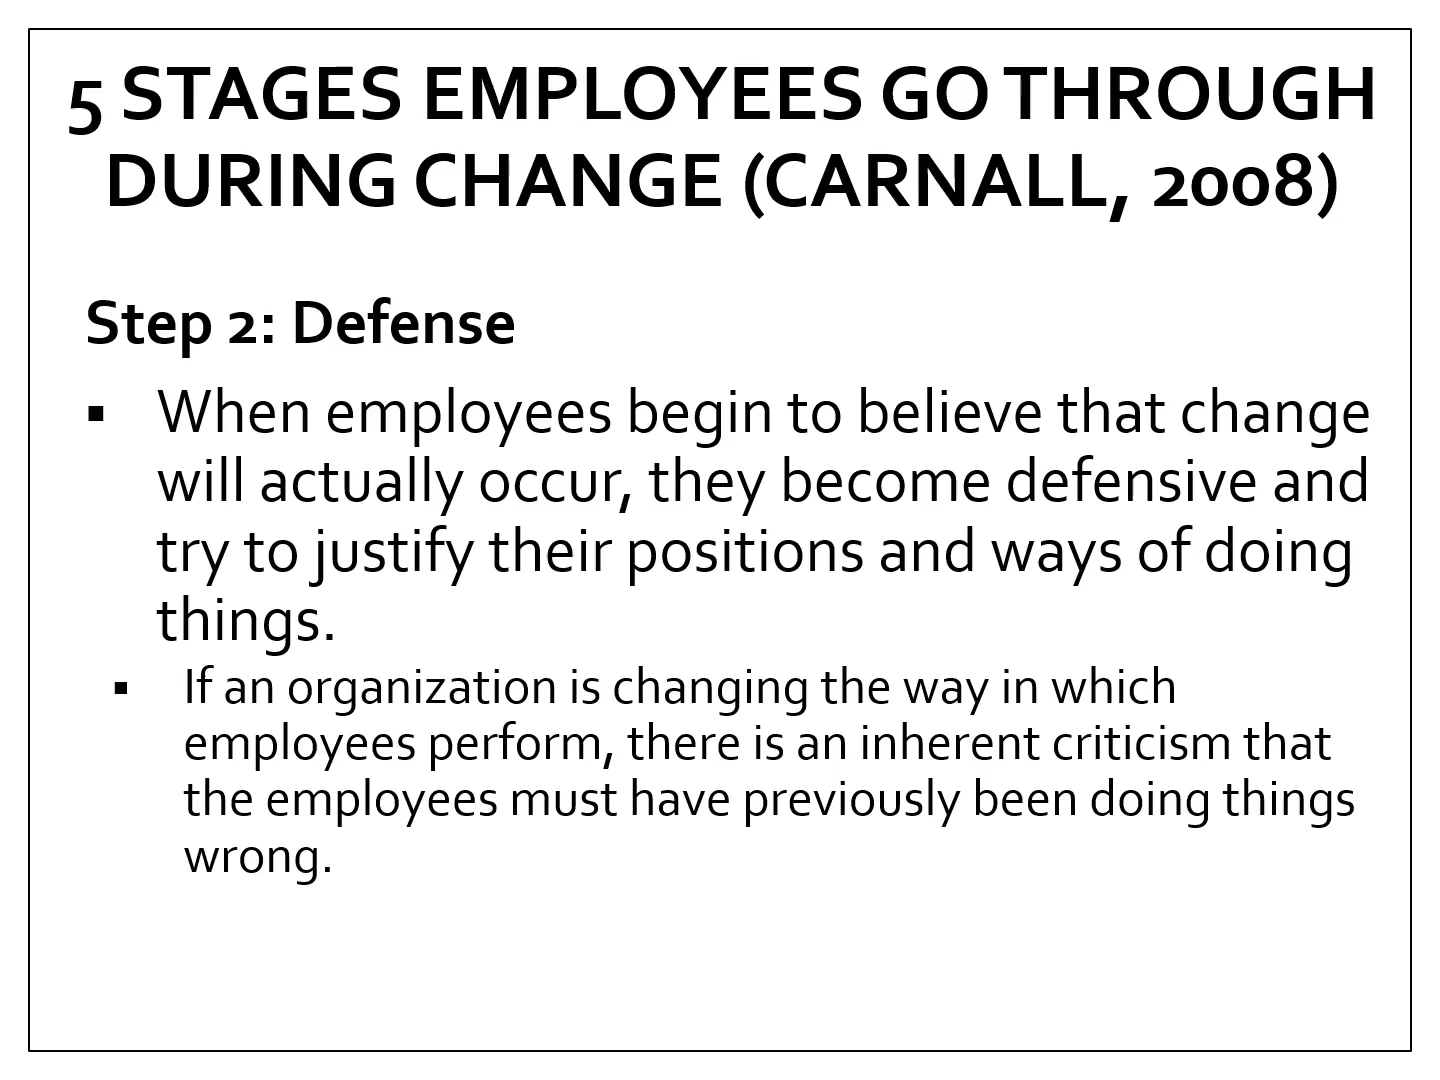 5 STAGES EMPLOYEES GO THROUGH
DURING CHANGE (CARNALL, 2008)
Step 2: Defense
▪ When employees begin to believe that change
will actually occur, they become defensive and
try to justify their positions and ways of doing
things.
▪ If an organization is changing the way in which
employees perform, there is an inherent criticism that
the employees must have previously been doing things
wrong.